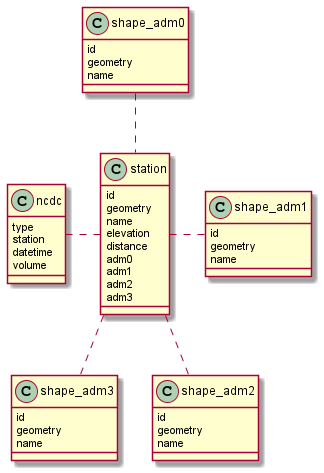 C shape_adm0
id
geometry
name
C station
id
geometry
name
elevation
distance
adm0
adm1
adm2
adm3
C ncdc
type
station
datetime
volume
C shape_adm1
id
geometry
name
C shape_adm3
id
geometry
name
C shape_adm2
id
geometry
name